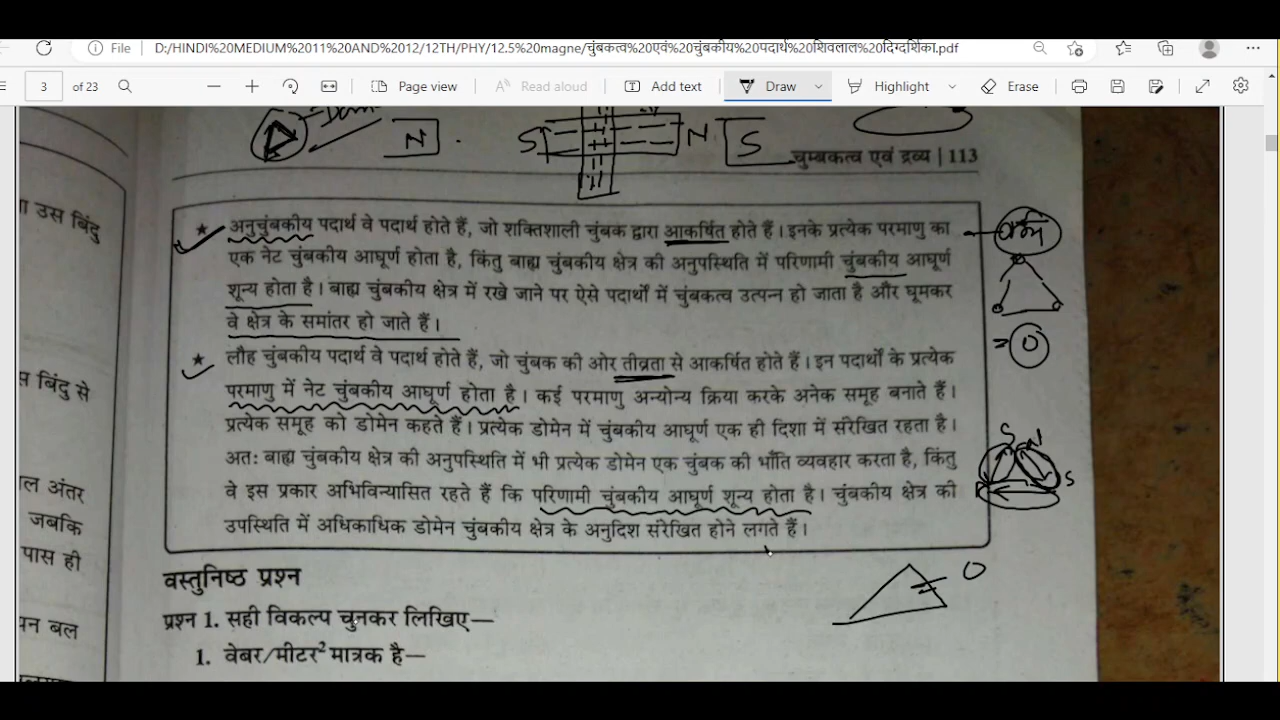 File D:/HINDI%20MEDIUM%2011%20AND%2012/12TH/PHY/12.5%20magne/चुंबकत्व%20एवं%20चुंबकीय%20पदार्थ%20शिवलाल%20दिग्दर्शिका.pdf
3 of 23 Page view Read aloud Add text Draw Highlight Erase
N S N S
चुम्बकत्व एवं द्रव्य | 113
ा उस बिंदु
★ अनुचुंबकीय पदार्थ वे पदार्थ होते हैं, जो शक्तिशाली चुंबक द्वारा आकर्षित होते हैं। इनके प्रत्येक परमाणु का
एक नेट चुंबकीय आघूर्ण होता है, किंतु बाह्य चुंबकीय क्षेत्र की अनुपस्थिति में परिणामी चुंबकीय आघूर्ण
शून्य होता है। बाह्य चुंबकीय क्षेत्र में रखे जाने पर ऐसे पदार्थों में चुंबकत्व उत्पन्न हो जाता है और घूमकर
वे क्षेत्र के समांतर हो जाते हैं।
= 0
★ लौह चुंबकीय पदार्थ वे पदार्थ होते हैं, जो चुंबक की ओर तीव्रता से आकर्षित होते हैं। इन पदार्थों के प्रत्येक
स बिंदु से
परमाणु में नेट चुंबकीय आघूर्ण होता है। कई परमाणु अन्योन्य क्रिया करके अनेक समूह बनाते हैं।
प्रत्येक समूह को डोमेन कहते हैं। प्रत्येक डोमेन में चुंबकीय आघूर्ण एक ही दिशा में संरेखित रहता है।
S N
अतः बाह्य चुंबकीय क्षेत्र की अनुपस्थिति में भी प्रत्येक डोमेन एक चुंबक की भाँति व्यवहार करता है, किंतु
S
ल अंतर
वे इस प्रकार अभिविन्यासित रहते हैं कि परिणामी चुंबकीय आघूर्ण शून्य होता है। चुंबकीय क्षेत्र की
जबकि
उपस्थिति में अधिकाधिक डोमेन चुंबकीय क्षेत्र के अनुदिश संरेखित होने लगते हैं।
पास ही
= 0
वस्तुनिष्ठ प्रश्न
प्रश्न 1. सही विकल्प चुनकर लिखिए—
पन बल
1. वेबर/मीटर² मात्रक है—